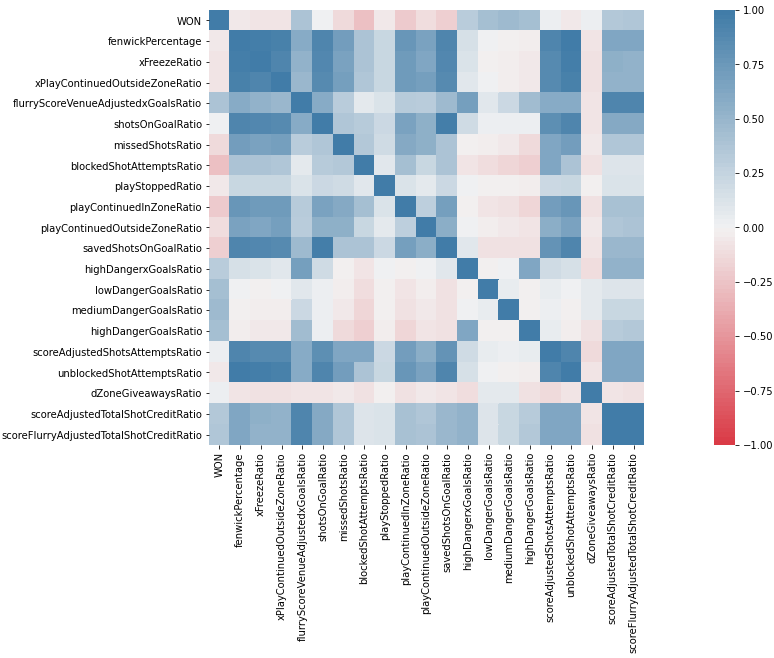 WON
fenwickPercentage
xFreezeRatio
xPlayContinuedOutsideZoneRatio
flurryScoreVenueAdjustedxGoalsRatio
shotsOnGoalRatio
missedShotsRatio
blockedShotAttemptsRatio
playStoppedRatio
playContinuedInZoneRatio
playContinuedOutsideZoneRatio
savedShotsOnGoalRatio
highDangerxGoalsRatio
lowDangerGoalsRatio
mediumDangerGoalsRatio
highDangerGoalsRatio
scoreAdjustedShotsAttemptsRatio
unblockedShotAttemptsRatio
dZoneGiveawaysRatio
scoreAdjustedTotalShotCreditRatio
scoreFlurryAdjustedTotalShotCreditRatio
WON
fenwickPercentage
xFreezeRatio
xPlayContinuedOutsideZoneRatio
flurryScoreVenueAdjustedxGoalsRatio
shotsOnGoalRatio
missedShotsRatio
blockedShotAttemptsRatio
playStoppedRatio
playContinuedInZoneRatio
playContinuedOutsideZoneRatio
savedShotsOnGoalRatio
highDangerxGoalsRatio
lowDangerGoalsRatio
mediumDangerGoalsRatio
highDangerGoalsRatio
scoreAdjustedShotsAttemptsRatio
unblockedShotAttemptsRatio
dZoneGiveawaysRatio
scoreAdjustedTotalShotCreditRatio
scoreFlurryAdjustedTotalShotCreditRatio
1.00
0.75
0.50
0.25
0.00
−0.25
−0.50
−0.75
−1.00